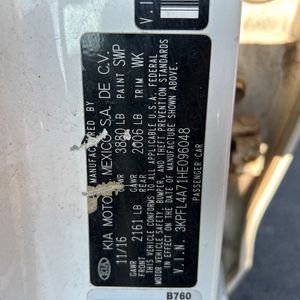 MANUFACTURED BY
KIA MOTORS MEXICO S.A. DE C.V.
11/16 3880 LB PAINT SWP
GAWR FRONT 2161 LB GAWR REAR 2006 LB TRIM WK
THIS VEHICLE CONFORMS TO ALL APPLICABLE U.S.A. FEDERAL
MOTOR VEHICLE SAFETY, BUMPER, AND THEFT PREVENTION STANDARDS
IN EFFECT ON THE DATE OF MANUFACTURE SHOWN ABOVE.
V.I.N. : 3KPFL4A71HE096048
PASSENGER CAR
KIA
B760
V.I